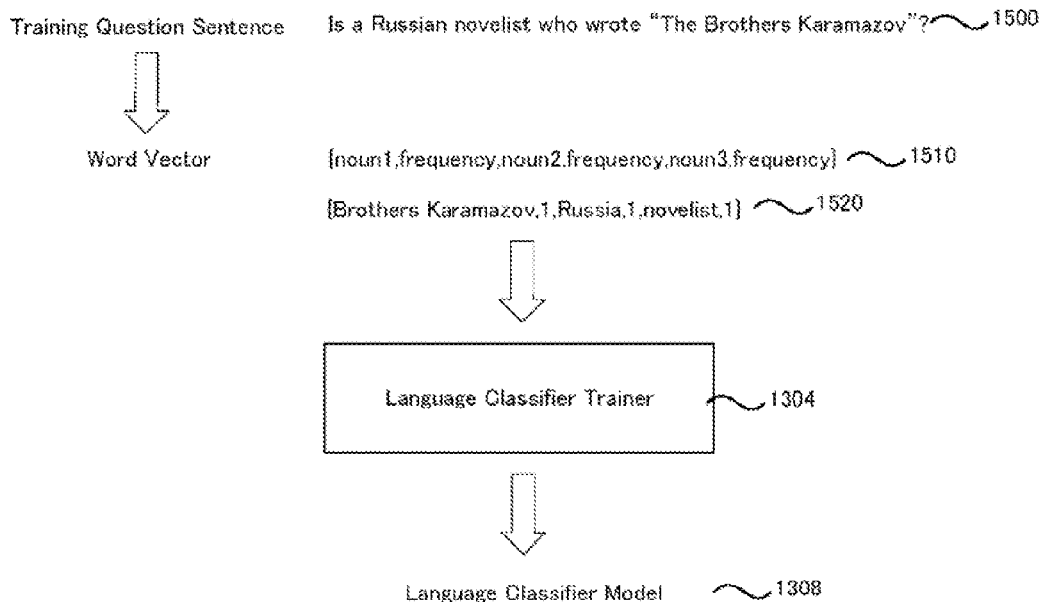 Training Question Sentence Is a Russian novelist who wrote "The Brothers Karamazov"? 1500
Word Vector {noun1,frequency,noun2.frequency,noun3,frequency} 1510
{Brothers Karamazov,1,Russia,1,novelist,1} 1520
Language Classifier Trainer 1304
Language Classifier Model 1308